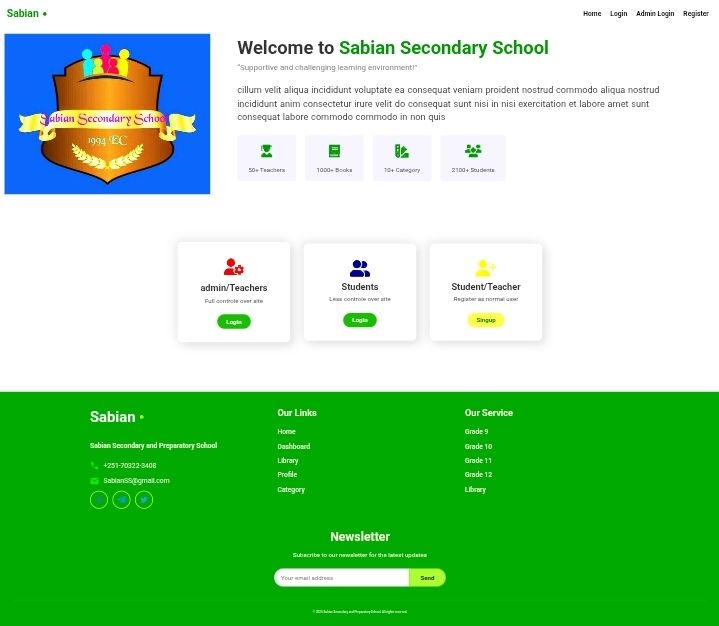 Sabian
Home Login Admin Login Register
Sabian Secondary School
1994 EC
Welcome to Sabian Secondary School
"Supportive and challenging learning environment!"
cillum velit aliqua incididunt voluptate ea consequat veniam proident nostrud commodo aliqua nostrud
incididunt anim consectetur irure velit do consequat sunt nisi in nisi exercitation et labore amet sunt
consequat labore commodo commodo in non quis
50+ Teachers 1000+ Books 10+ Category 2100+ Students
admin/Teachers
Full controle over site
Login
Students
Less controle over site
Login
Student/Teacher
Register as normal user
Singup
Sabian
Sabian Secondary and Preparatory School
+251-70322-3408
SabianSS@gmail.com
Our Links
Home
Dashboard
Library
Profile
Category
Our Service
Grade 9
Grade 10
Grade 11
Grade 12
Library
Newsletter
Subscribe to our newsletter for the latest updates
Your email address Send
Sabian Secondary and Preparatory School. All rights reserved.